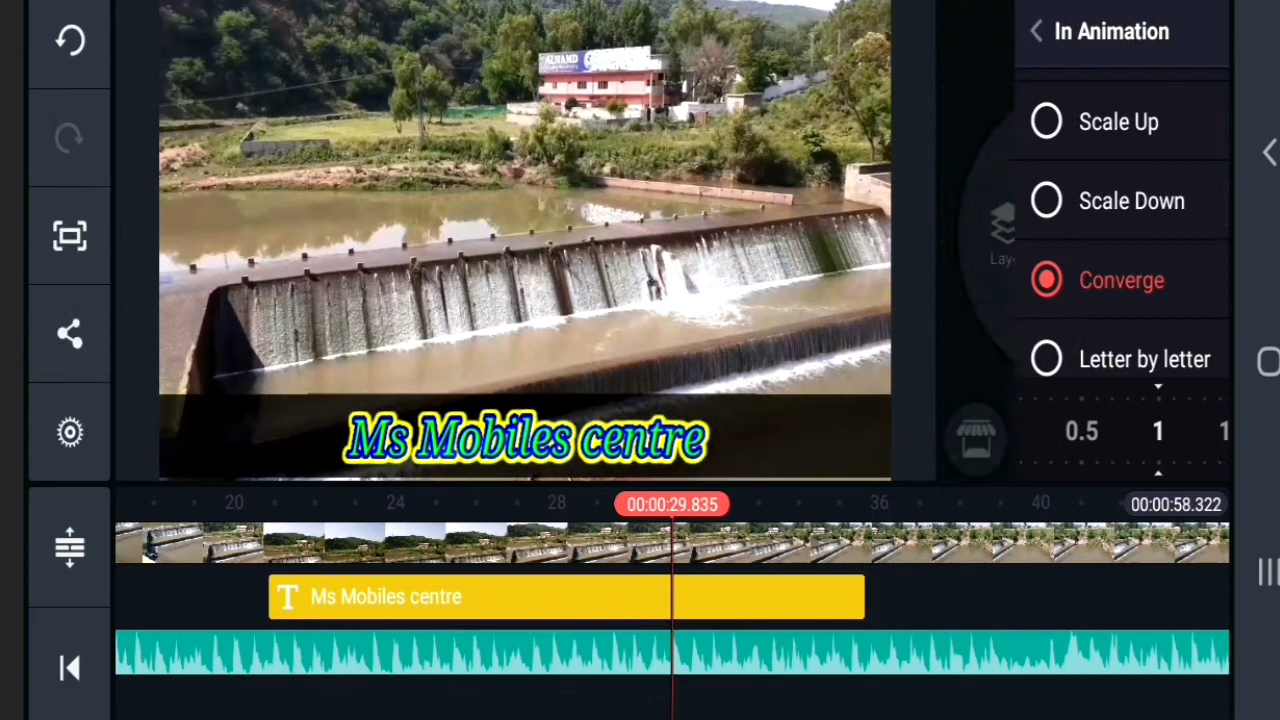 In Animation
Scale Up
Scale Down
Converge
Letter by letter
0.5 1 1
ALHAMD
Ms Mobiles centre
20 24 28 00:00:29.835 36 40 00:00:58.322
T Ms Mobiles centre